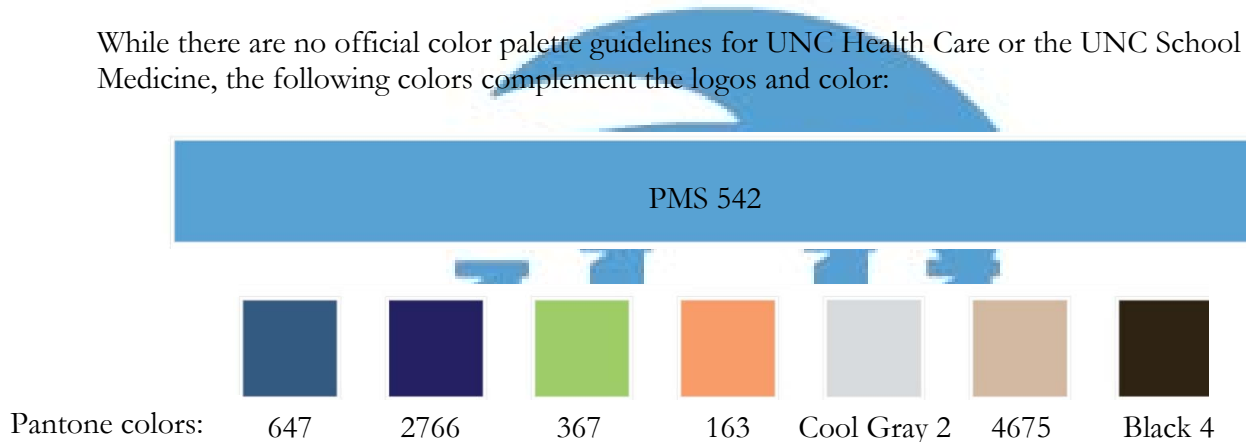 While there are no official color palette guidelines for UNC Health Care or the UNC School
Medicine, the following colors complement the logos and color:
PMS 542
Pantone colors: 647 2766 367 163 Cool Gray 2 4675 Black 4